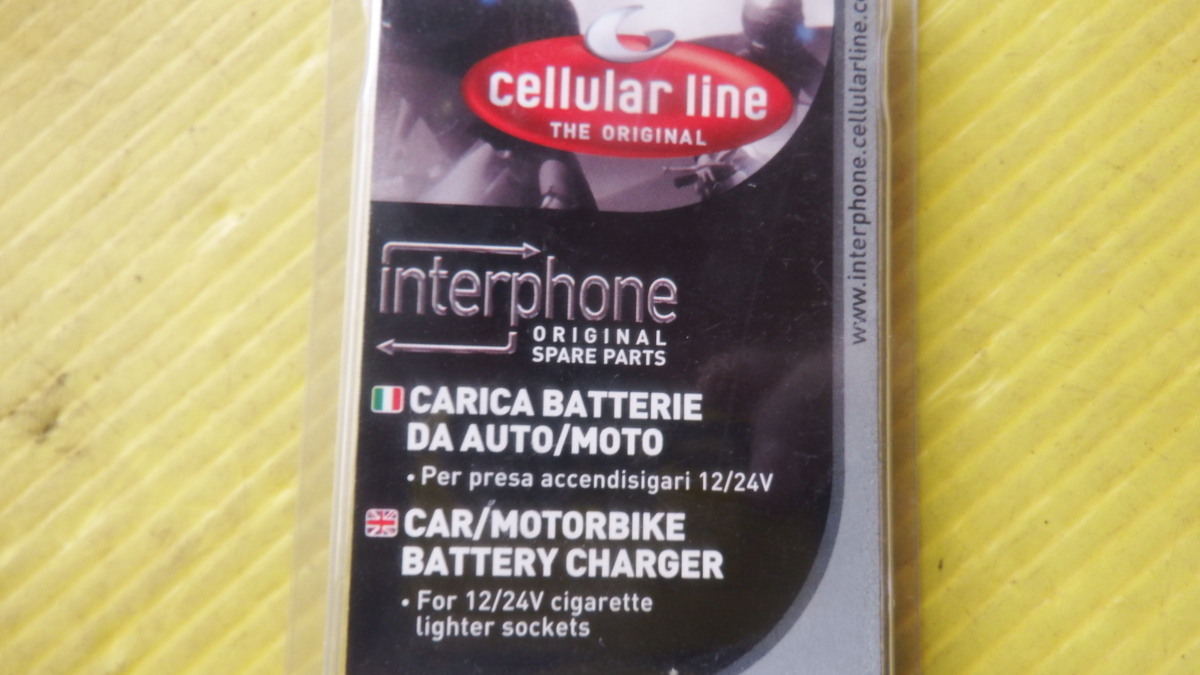 cellular line
THE ORIGINAL
interphone
ORIGINAL
SPARE PARTS
CARICA BATTERIE
DA AUTO/MOTO
• Per presa accendisigari 12/24V
CAR/MOTORBIKE
BATTERY CHARGER
• For 12/24V cigarette
lighter sockets
www.interphone.cellularline.c